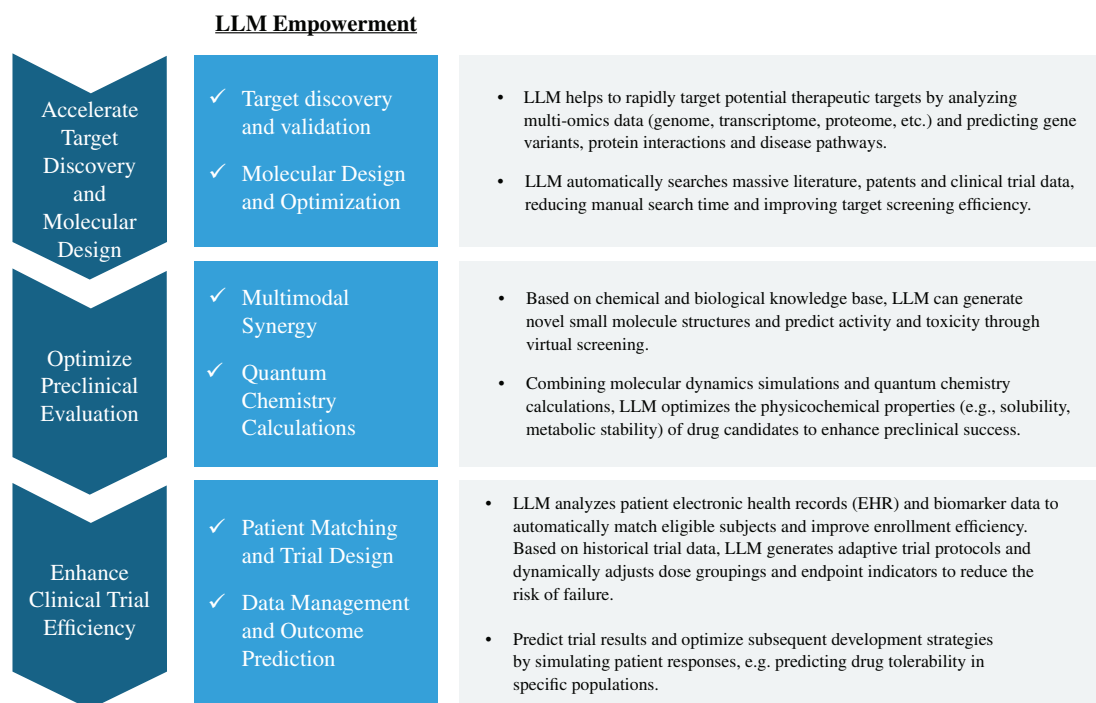 LLM Empowerment
Accelerate
Target
Discovery
and
Molecular
Design
✓ Target discovery
and validation
✓ Molecular Design
and Optimization
• LLM helps to rapidly target potential therapeutic targets by analyzing
multi-omics data (genome, transcriptome, proteome, etc.) and predicting gene
variants, protein interactions and disease pathways.
• LLM automatically searches massive literature, patents and clinical trial data,
reducing manual search time and improving target screening efficiency.
Optimize
Preclinical
Evaluation
✓ Multimodal
Synergy
✓ Quantum
Chemistry
Calculations
• Based on chemical and biological knowledge base, LLM can generate
novel small molecule structures and predict activity and toxicity through
virtual screening.
• Combining molecular dynamics simulations and quantum chemistry
calculations, LLM optimizes the physicochemical properties (e.g., solubility,
metabolic stability) of drug candidates to enhance preclinical success.
Enhance
Clinical Trial
Efficiency
✓ Patient Matching
and Trial Design
✓ Data Management
and Outcome
Prediction
• LLM analyzes patient electronic health records (EHR) and biomarker data to
automatically match eligible subjects and improve enrollment efficiency.
Based on historical trial data, LLM generates adaptive trial protocols and
dynamically adjusts dose groupings and endpoint indicators to reduce the
risk of failure.
• Predict trial results and optimize subsequent development strategies
by simulating patient responses, e.g. predicting drug tolerability in
specific populations.